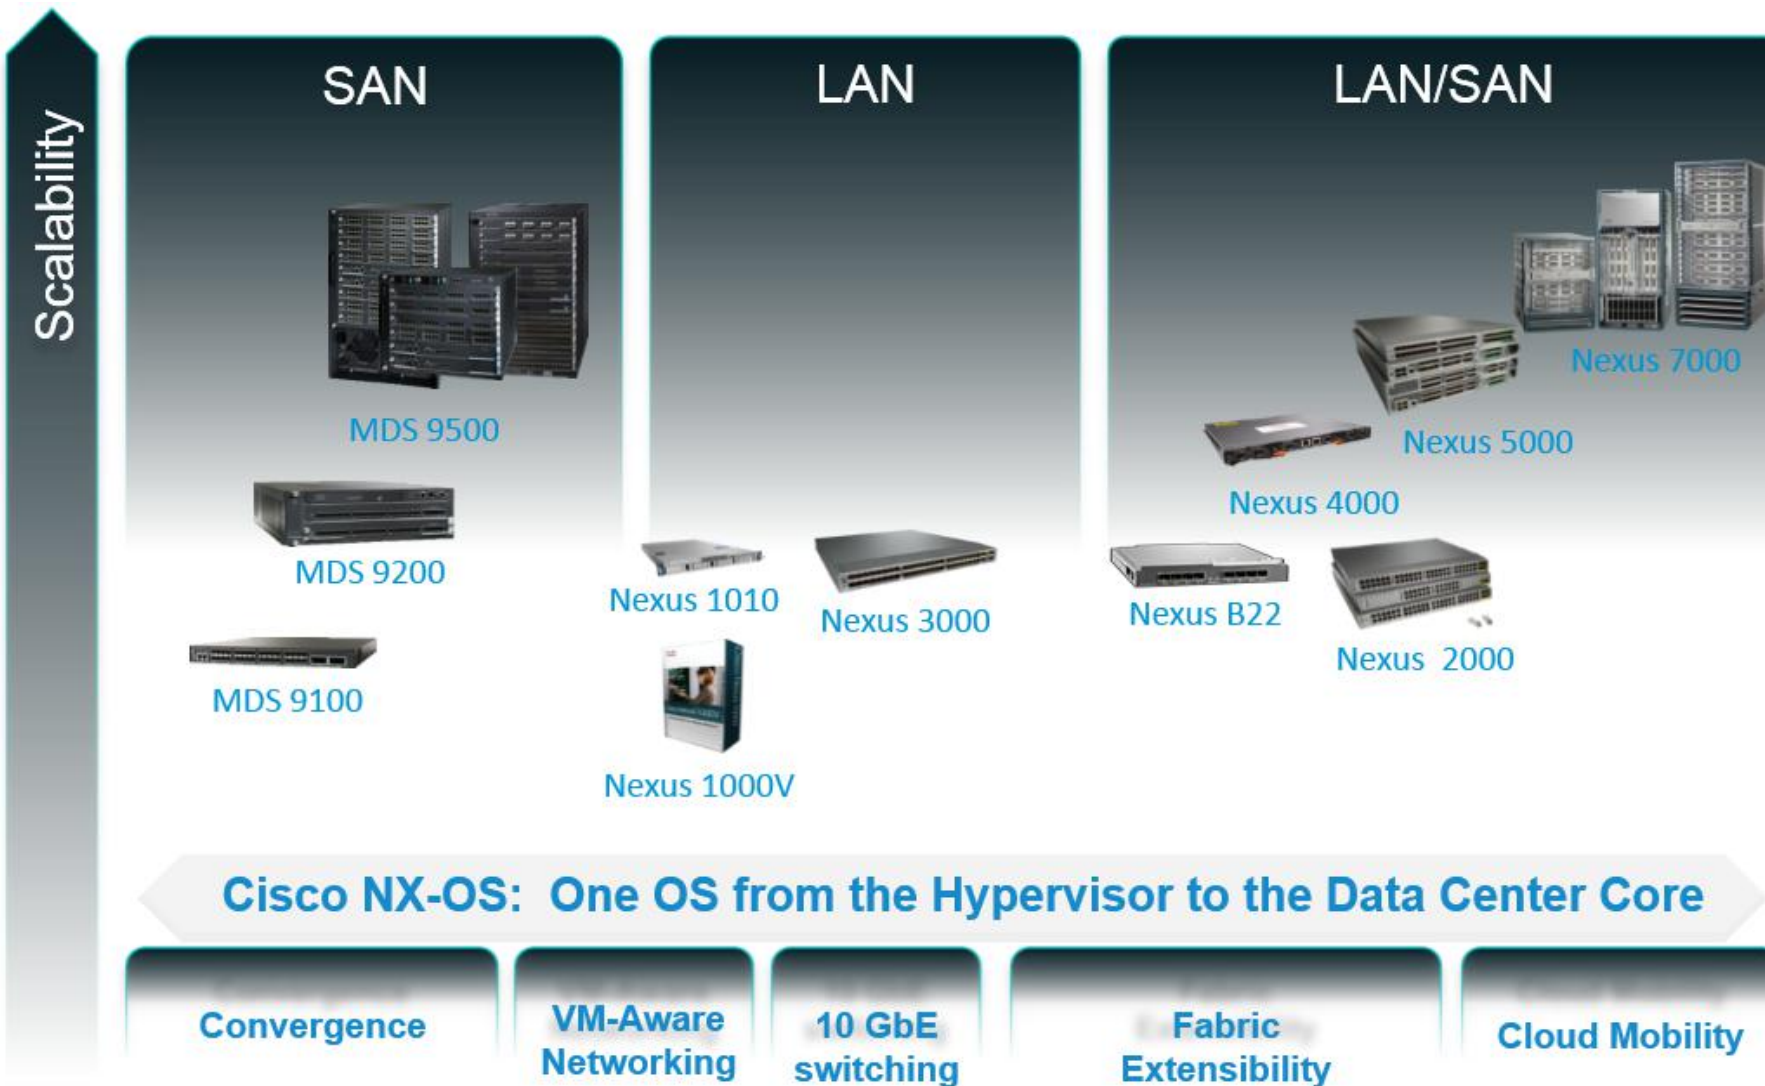 Scalability
SAN
LAN
LAN/SAN
MDS 9500
MDS 9200
MDS 9100
Nexus 1010
Nexus 3000
Nexus 1000V
Nexus 7000
Nexus 5000
Nexus 4000
Nexus B22
Nexus 2000
Cisco NX-OS: One OS from the Hypervisor to the Data Center Core
Convergence
VM-Aware
Networking
10 GbE
switching
Fabric
Extensibility
Cloud Mobility